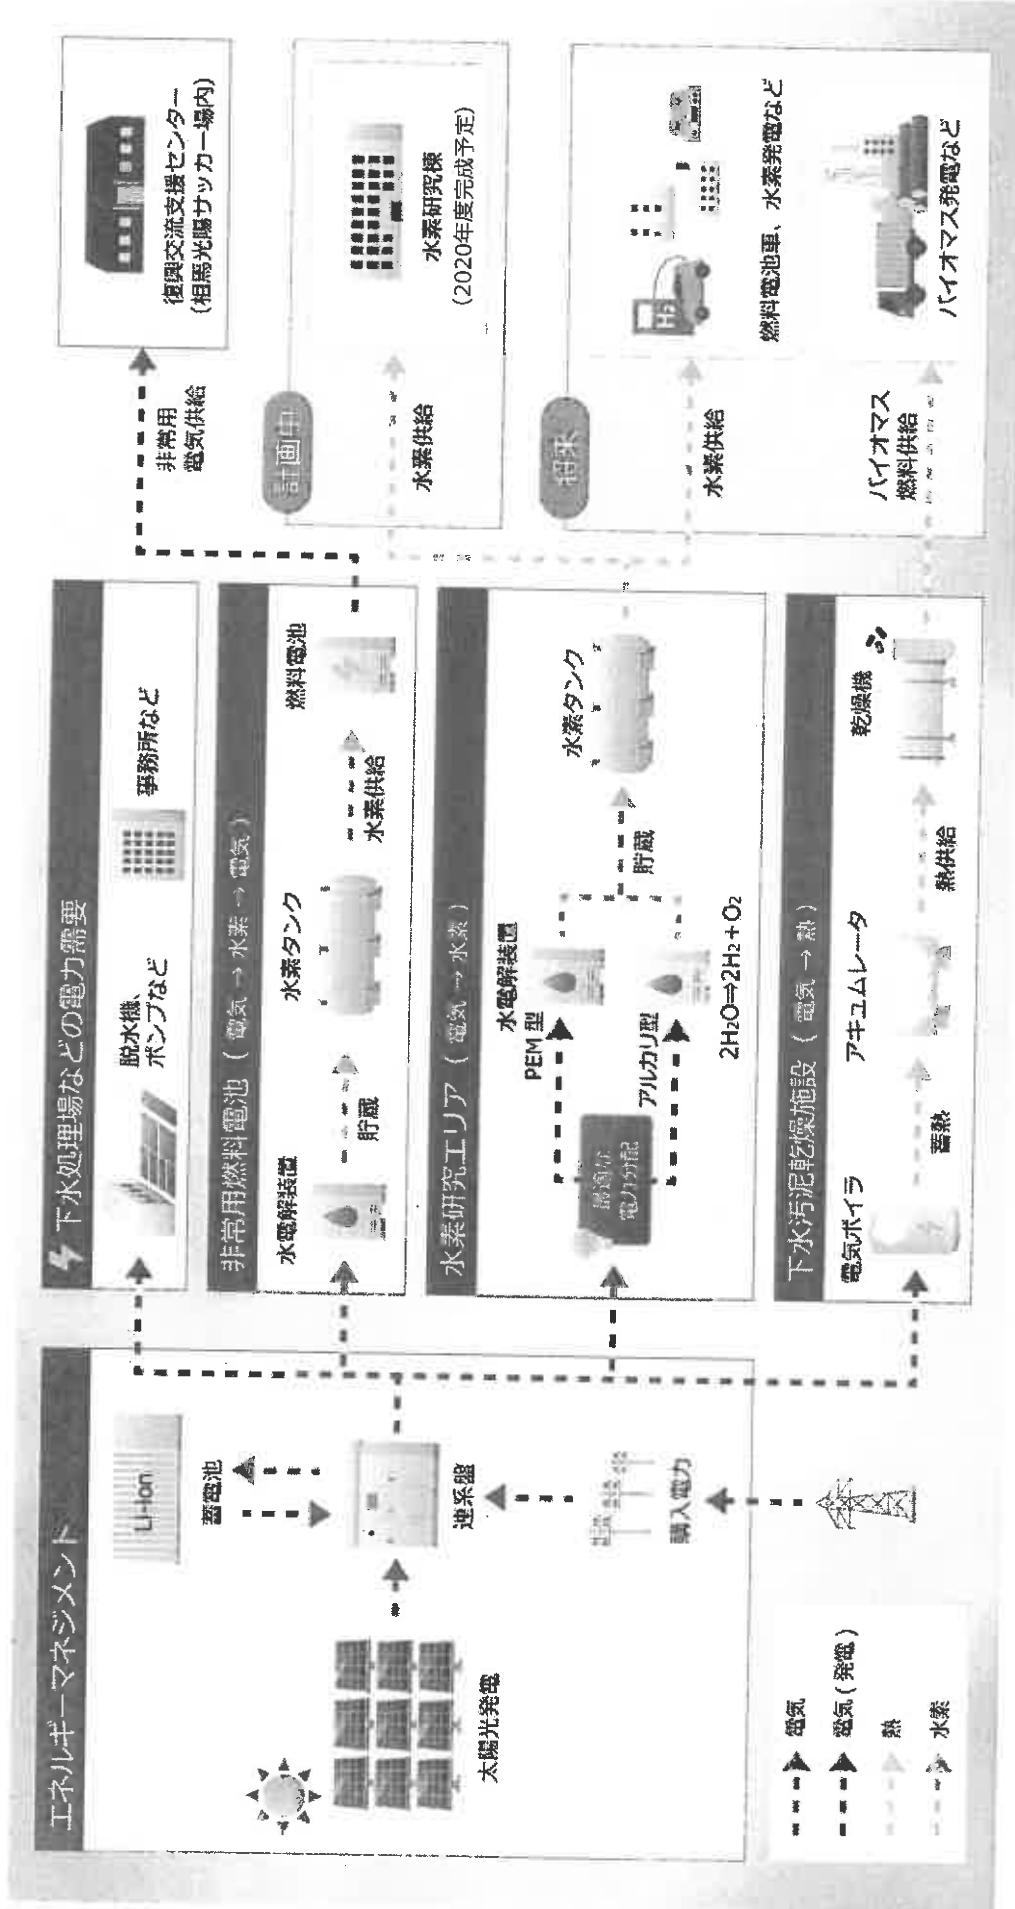 エネルギーマネジメント
Li-Ion
蓄電池
太陽光発電
連系盤
購入電力
電気
電気（発電）
熱
水素
下水処理場などの電力需要
脱水機、
ポンプなど
事務所など
非常用燃料電池（電気→水素→電気）
水電解装置
貯蔵
水素タンク
水素供給
燃料電池
水素研究エリア（電気→水素）
最適な
電力分配
水電解装置
PEM型
アルカリ型
2H₂O⇒2H₂+O₂
貯蔵
水素タンク
下水汚泥乾燥施設（電気→熱）
電気ボイラ
蓄熱
アキュムレータ
熱供給
乾燥機
非常用
電気供給
復興交流支援センター
(相馬光陽サッカー場内)
計画中
水素供給
水素研究棟
(2020年度完成予定)
将来
水素供給
H₂
燃料電池車、水素発電など
バイオマス
燃料供給
バイオマス発電など